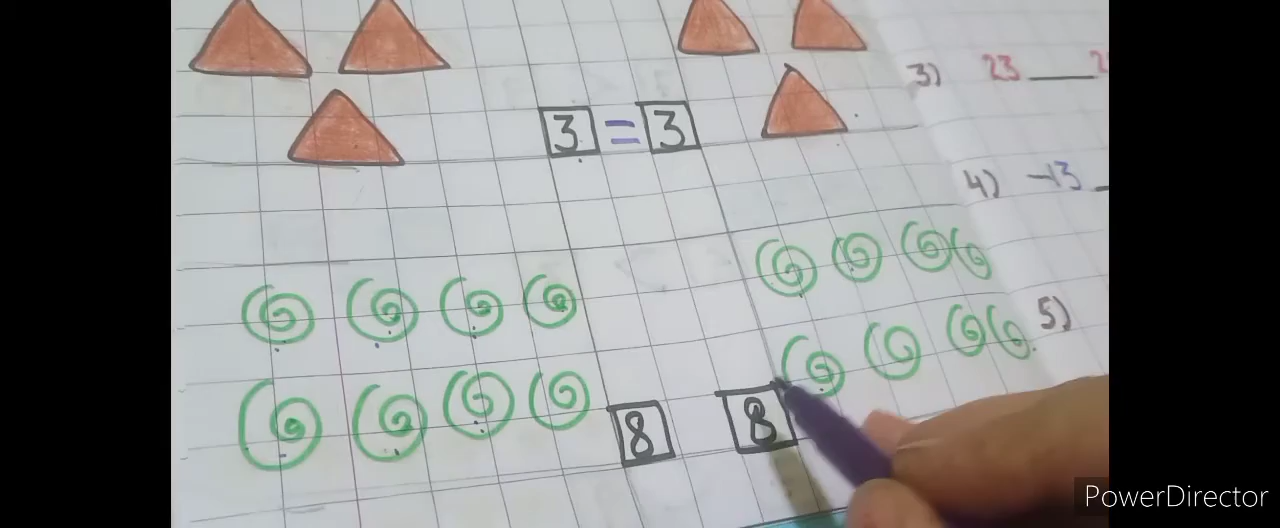 3 = 3
8 8
3) 23
4) -13
5)
PowerDirector